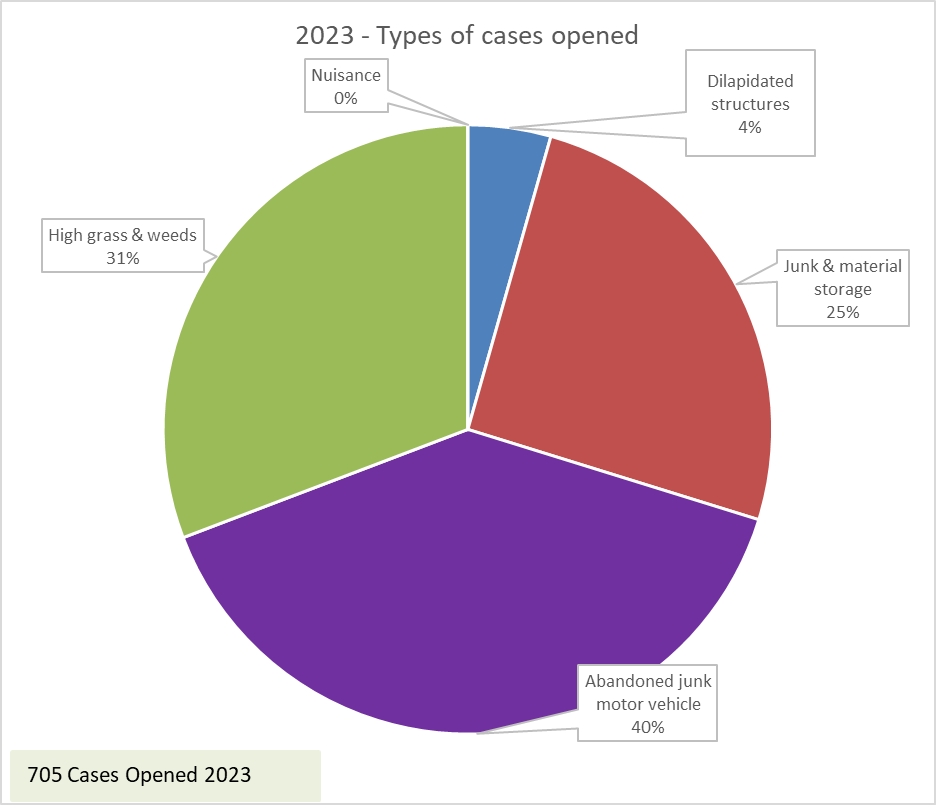 2023 - Types of cases opened
Nuisance
0%
Dilapidated
structures
4%
High grass & weeds
31%
Junk & material
storage
25%
Abandoned junk
motor vehicle
40%
705 Cases Opened 2023